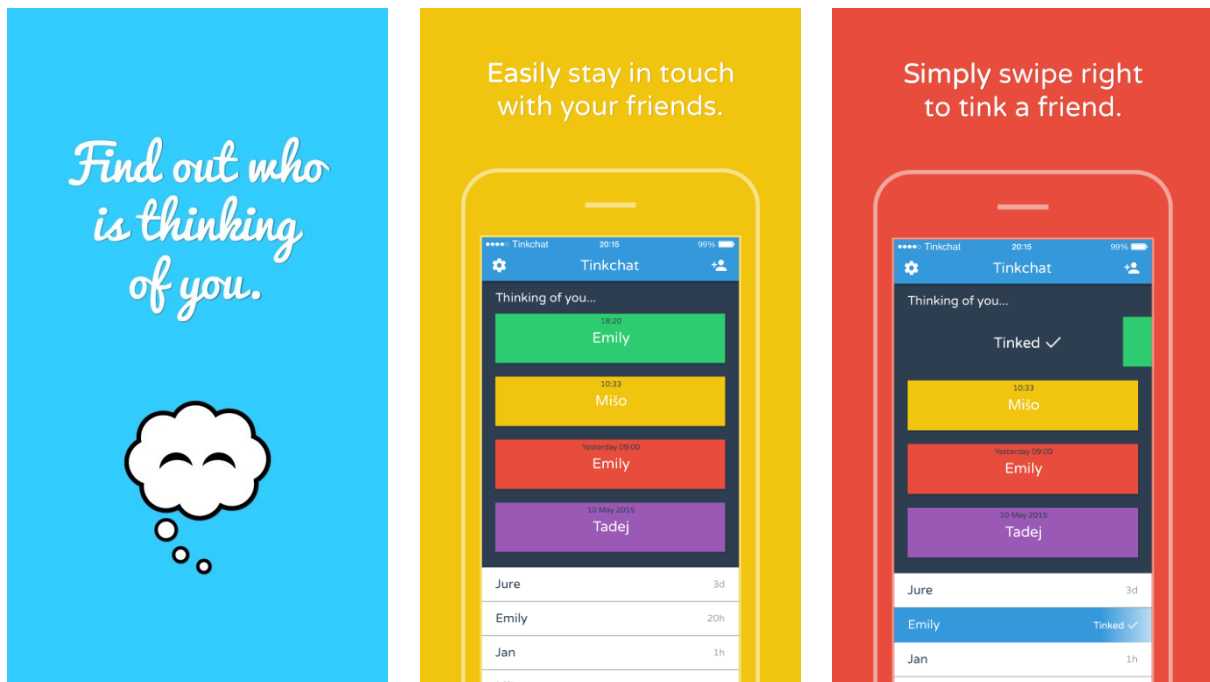 Find out who
is thinking
of you.
Easily stay in touch
with your friends.
Tinkchat 20:15 99%
Tinkchat
Thinking of you...
18:20
Emily
10:33
Mišo
Yesterday 09:00
Emily
10 May 2015
Tadej
Jure 3d
Emily 20h
Jan 1h
Simply swipe right
to tink a friend.
Tinkchat 20:15 99%
Tinkchat
Thinking of you...
Tinked
10:33
Mišo
Yesterday 09:00
Emily
10 May 2015
Tadej
Jure 3d
Emily Tinked
Jan 1h